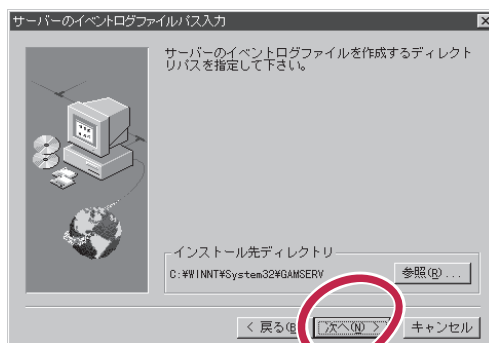 サーバーのイベントログファイルパス入力
サーバーのイベントログファイルを作成するディレクト
リパスを指定して下さい。
インストール先ディレクトリ
C:¥WINNT¥System32¥GAMSERV
参照(R)...
< 戻る(B)
次へ(N) >
キャンセル